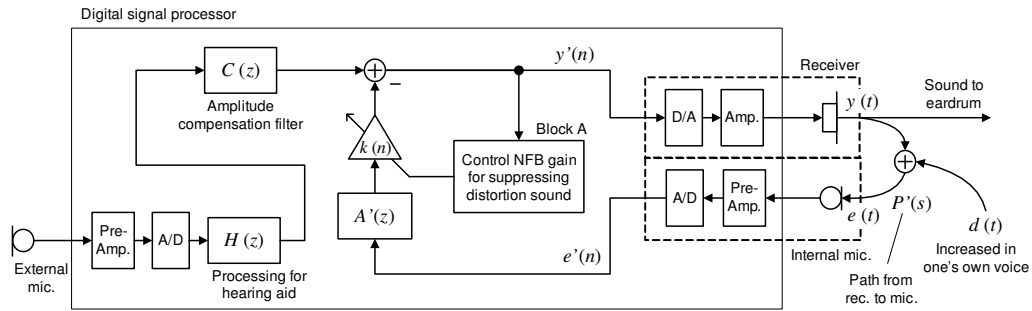 Digital signal processor
C (z)
Amplitude
compensation filter
−
y’(n)
Receiver
D/A
Amp.
y (t)
Sound to
eardrum
k (n)
Block A
Control NFB gain
for suppressing
distortion sound
A’(z)
A/D
Pre-
Amp.
e (t)
P’(s)
d (t)
Increased in
one’s own voice
Internal mic.
Path from
rec. to mic.
e’(n)
External
mic.
Pre-
Amp.
A/D
H (z)
Processing for
hearing aid